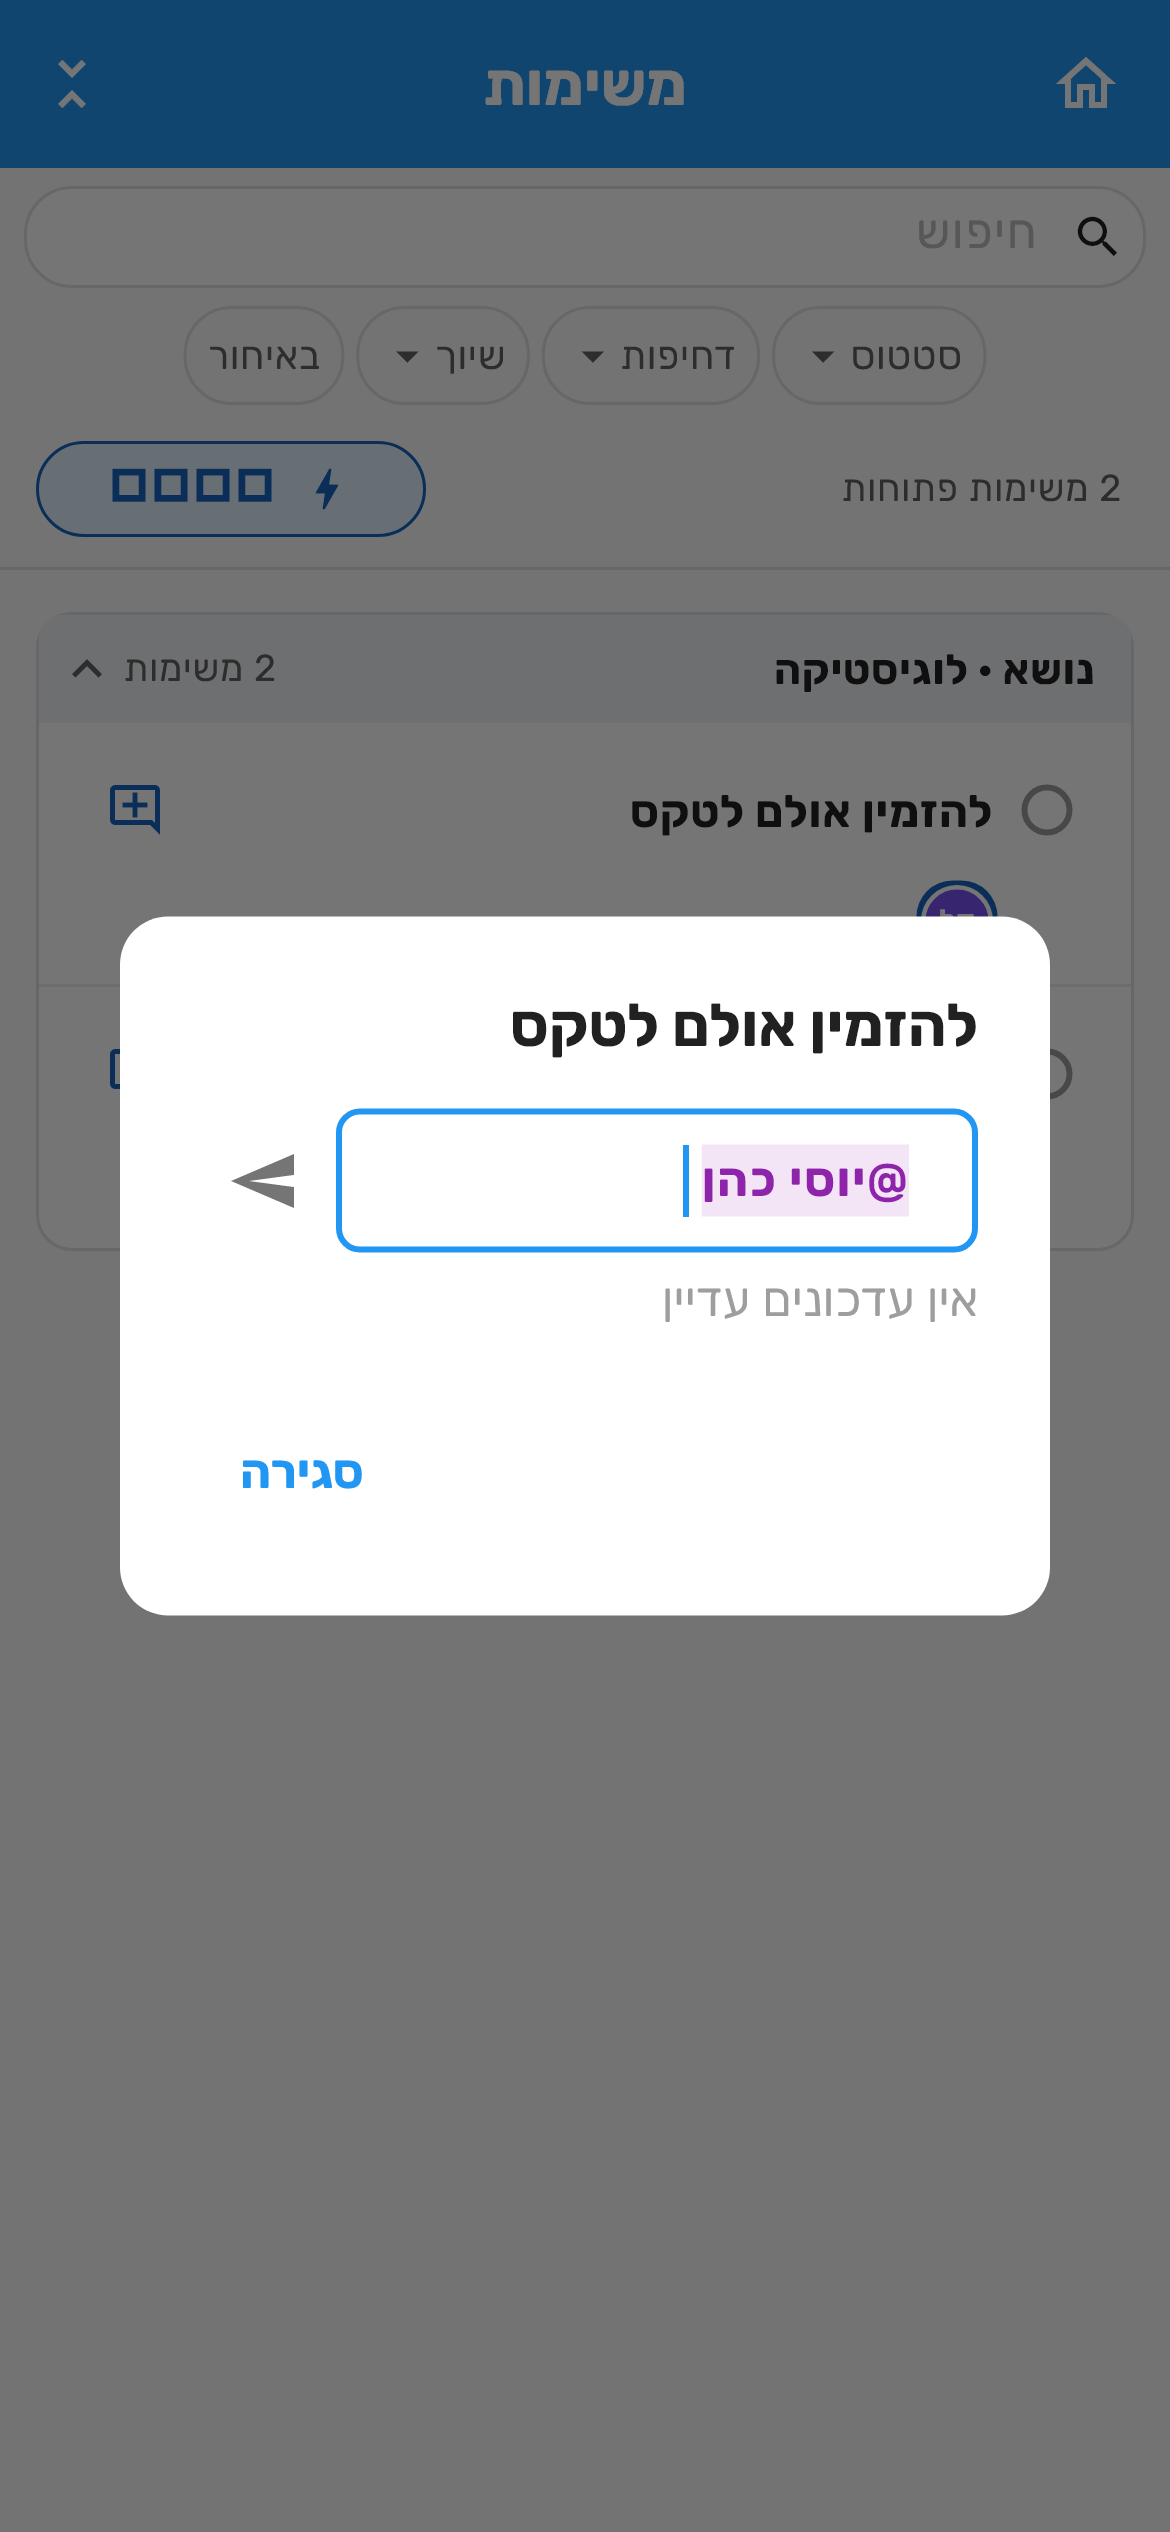 משימות
חיפוש
סטטוס דחיפות שיוך באיחור
2 משימות פתוחות
נושא • לוגיסטיקה 2 משימות
להזמין אולם לטקס
להזמין אולם לטקס
@יוסי כהן
אין עדכונים עדיין
סגירה